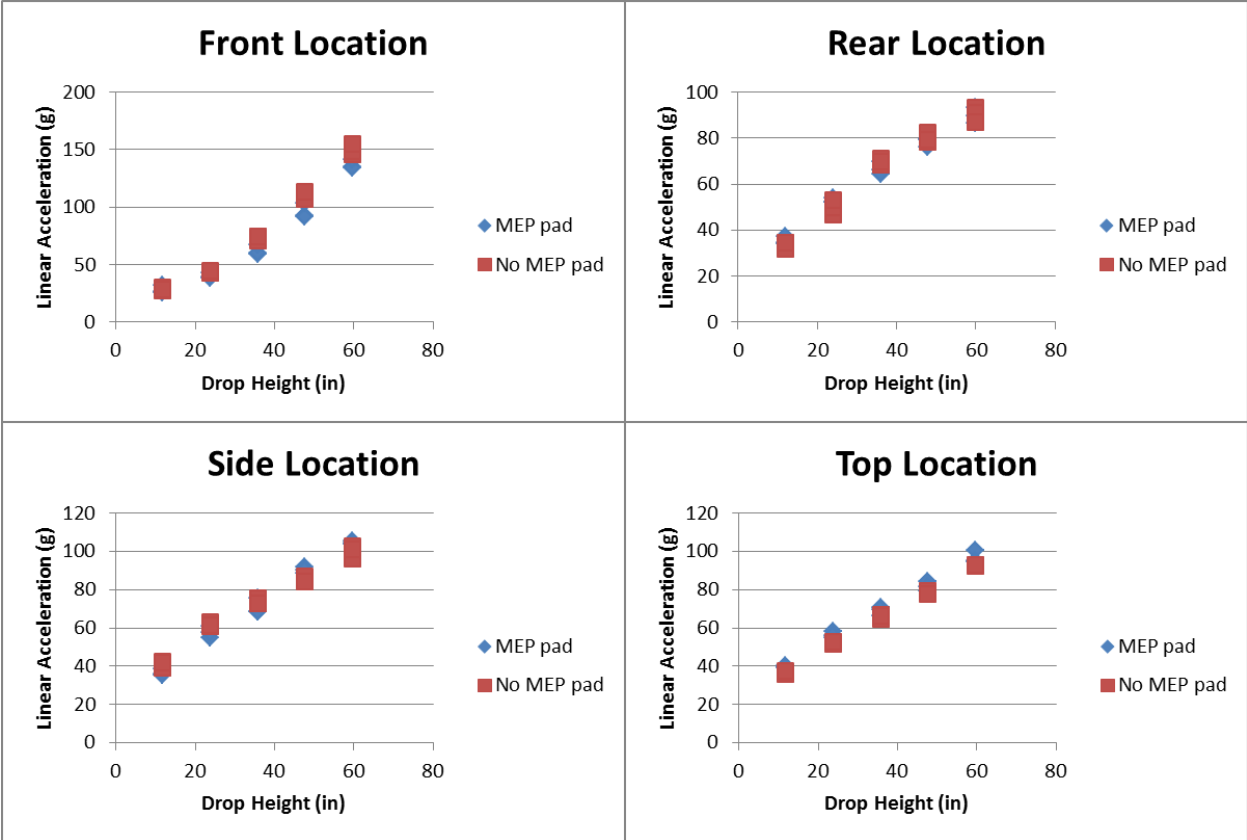 Front Location
Linear Acceleration (g)
200
150
100
50
0
0 20 40 60 80
Drop Height (in)
MEP pad
No MEP pad
Rear Location
Linear Acceleration (g)
100
80
60
40
20
0
0 20 40 60 80
Drop Height (in)
MEP pad
No MEP pad
Side Location
Linear Acceleration (g)
120
100
80
60
40
20
0
0 20 40 60 80
Drop Height (in)
MEP pad
No MEP pad
Top Location
Linear Acceleration (g)
120
100
80
60
40
20
0
0 20 40 60 80
Drop Height (in)
MEP pad
No MEP pad